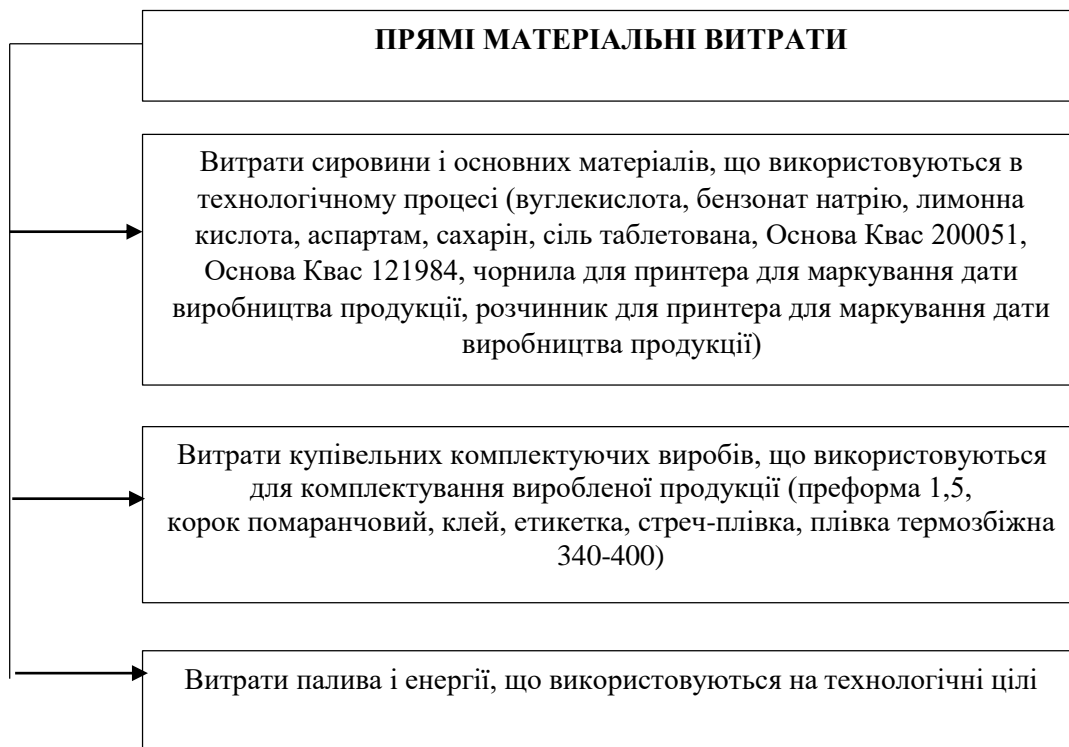 ПРЯМІ МАТЕРІАЛЬНІ ВИТРАТИ
Витрати сировини і основних матеріалів, що використовуються в
технологічному процесі (вуглекислота, бензонат натрію, лимонна
кислота, аспартам, сахарін, сіль таблетована, Основа Квас 200051,
Основа Квас 121984, чорнила для принтера для маркування дати
виробництва продукції, розчинник для принтера для маркування дати
виробництва продукції)
Витрати купівельних комплектуючих виробів, що використовуються
для комплектування виробленої продукції (преформа 1,5,
корок помаранчовий, клей, етикетка, стреч-плівка, плівка термозбіжна
340-400)
Витрати палива і енергії, що використовуються на технологічні цілі